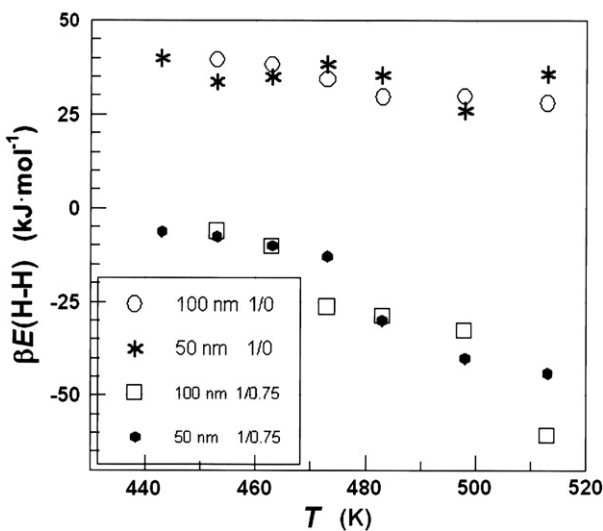 50
25
0
-25
-50
βE(H-H) (kJ·mol⁻¹)
100 nm 1/0
50 nm 1/0
100 nm 1/0.75
50 nm 1/0.75
440 460 480 500 520
T (K)